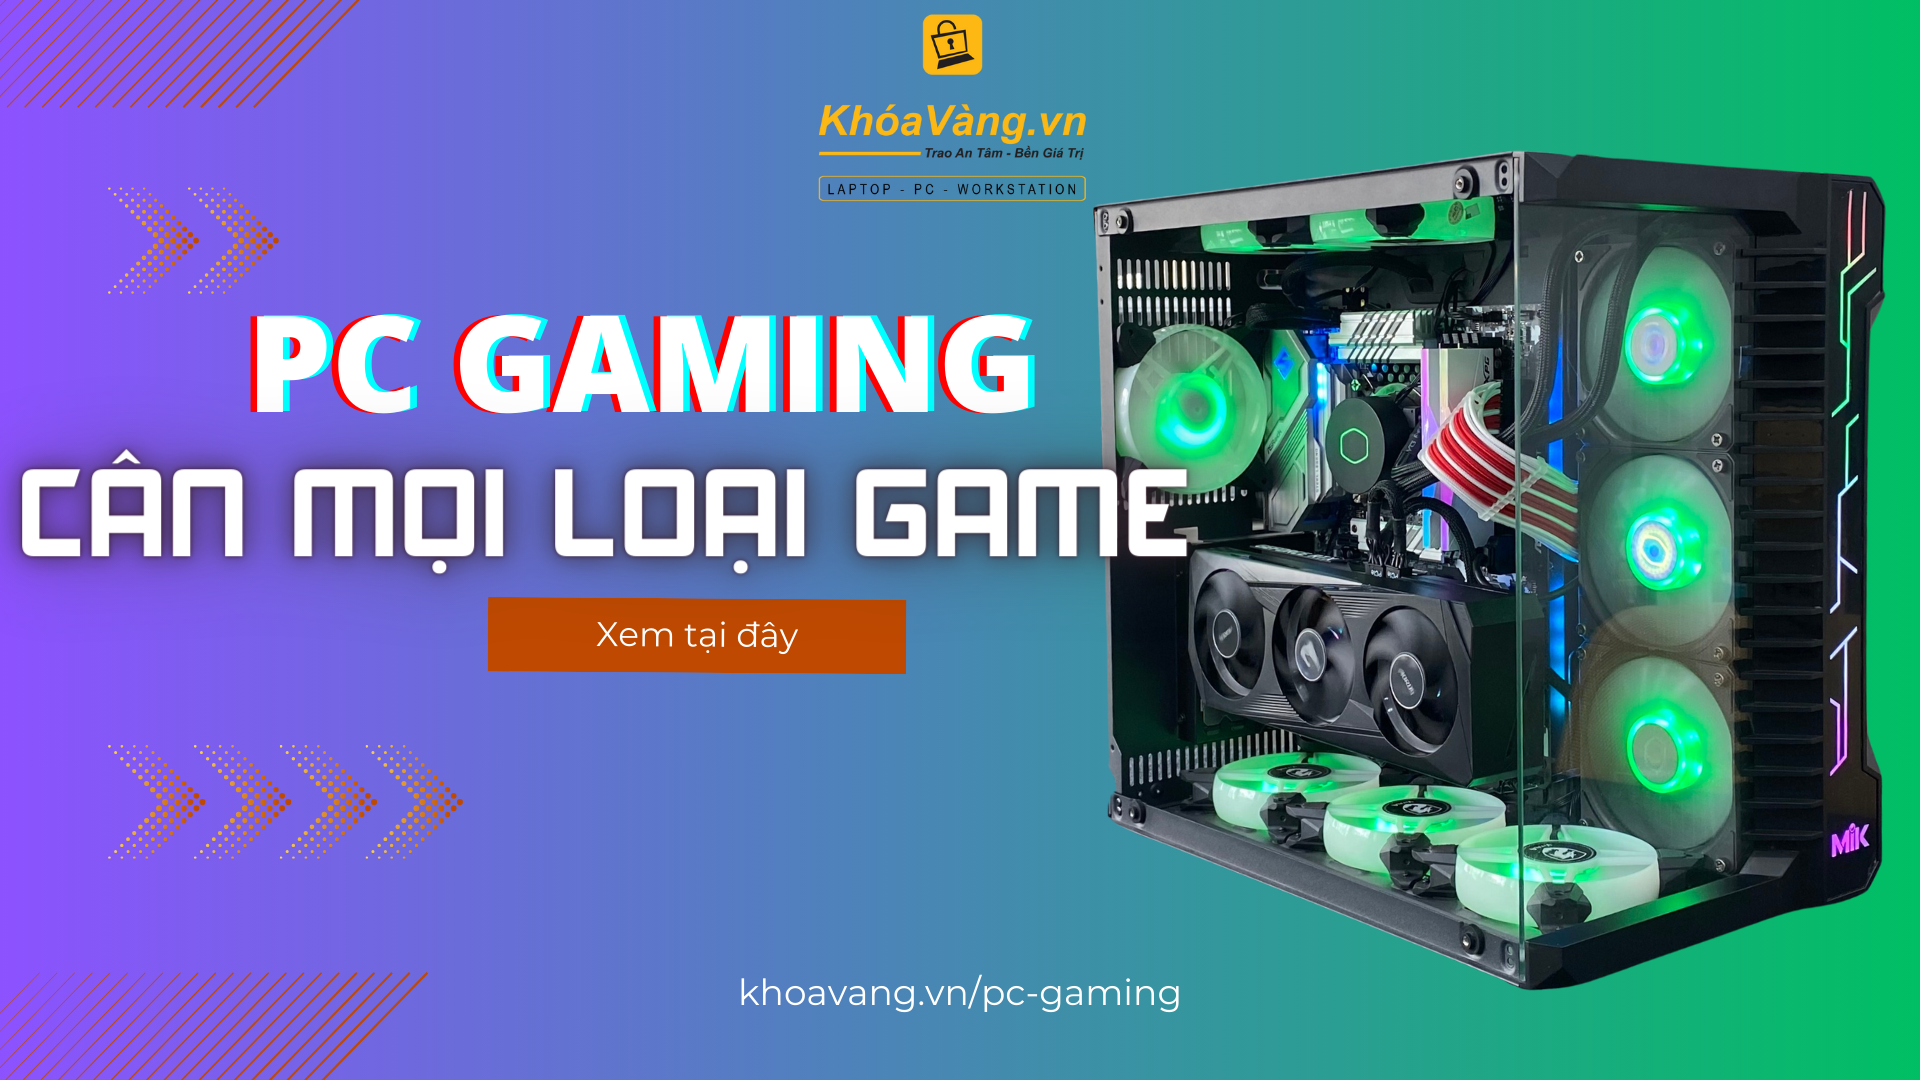 KhóaVàng.vn
Trao An Tâm - Bền Giá Trị
LAPTOP - PC - WORKSTATION
PC GAMING
CÂN MỌI LOẠI GAME
Xem tại đây
MiK
khoavang.vn/pc-gaming